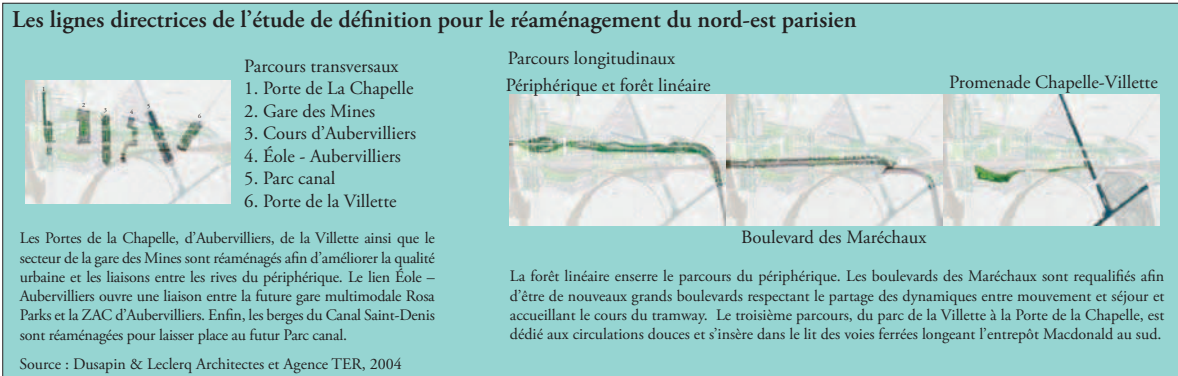 Les lignes directrices de l'étude de définition pour le réaménagement du nord-est parisien
Parcours transversaux
1. Porte de La Chapelle
2. Gare des Mines
3. Cours d'Aubervilliers
4. Éole - Aubervilliers
5. Parc canal
6. Porte de la Villette
1
2
3
4
5
6
Les Portes de la Chapelle, d'Aubervilliers, de la Villette ainsi que le
secteur de la gare des Mines sont réaménagés afin d'améliorer la qualité
urbaine et les liaisons entre les rives du périphérique. Le lien Éole –
Aubervilliers ouvre une liaison entre la future gare multimodale Rosa
Parks et la ZAC d'Aubervilliers. Enfin, les berges du Canal Saint-Denis
sont réaménagées pour laisser place au futur Parc canal.
Source : Dusapin & Leclerq Architectes et Agence TER, 2004
Parcours longitudinaux
Périphérique et forêt linéaire
Promenade Chapelle-Villette
Boulevard des Maréchaux
La forêt linéaire enserre le parcours du périphérique. Les boulevards des Maréchaux sont requalifiés afin
d'être de nouveaux grands boulevards respectant le partage des dynamiques entre mouvement et séjour et
accueillant le cours du tramway. Le troisième parcours, du parc de la Villette à la Porte de la Chapelle, est
dédié aux circulations douces et s'insère dans le lit des voies ferrées longeant l'entrepôt Macdonald au sud.